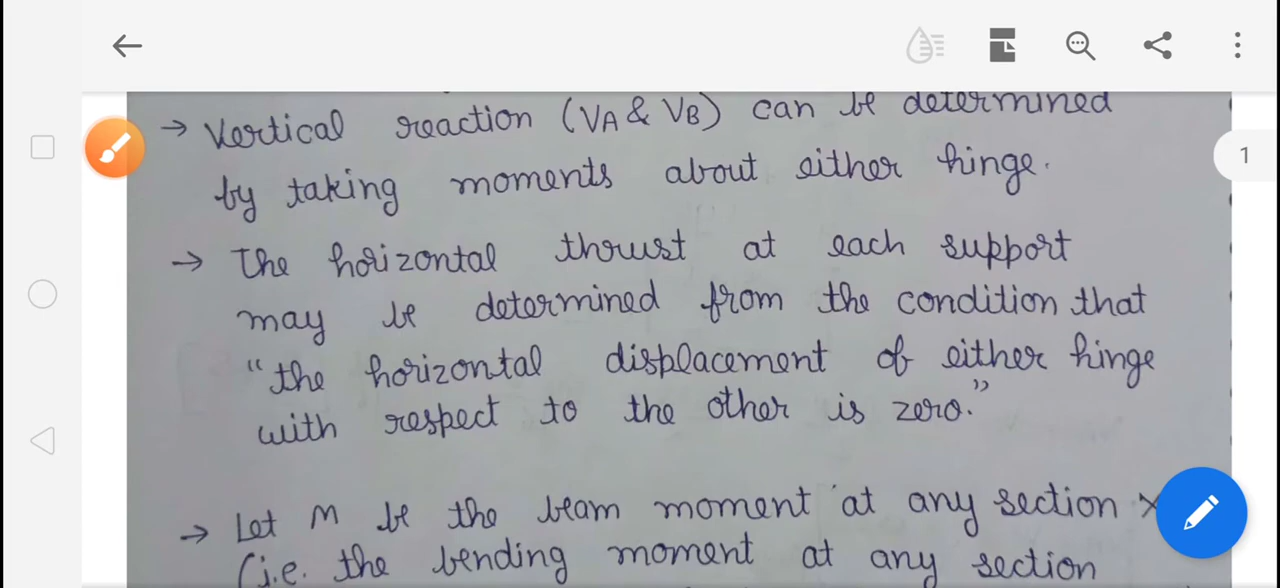 → Vertical reaction (VA & VB) can be determined
by taking moments about either hinge.
1
→ The horizontal thrust at each support
may be determined from the condition that
"the horizontal displacement of either hinge
with respect to the other is zero."
→ Let M be the beam moment at any section X
(i.e. the bending moment at any section